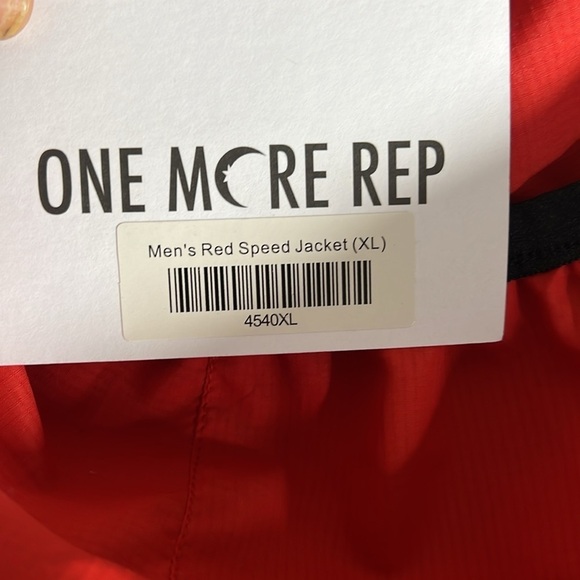 ONE MORE REP
Men's Red Speed Jacket (XL)
4540XL